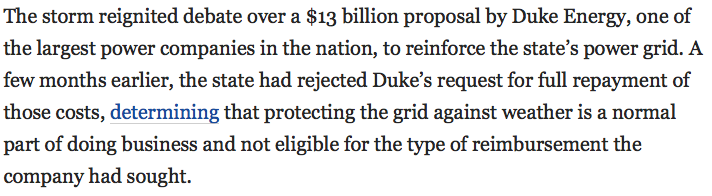 The storm reignited debate over a $13 billion proposal by Duke Energy, one of
the largest power companies in the nation, to reinforce the state’s power grid. A
few months earlier, the state had rejected Duke’s request for full repayment of
those costs, determining that protecting the grid against weather is a normal
part of doing business and not eligible for the type of reimbursement the
company had sought.